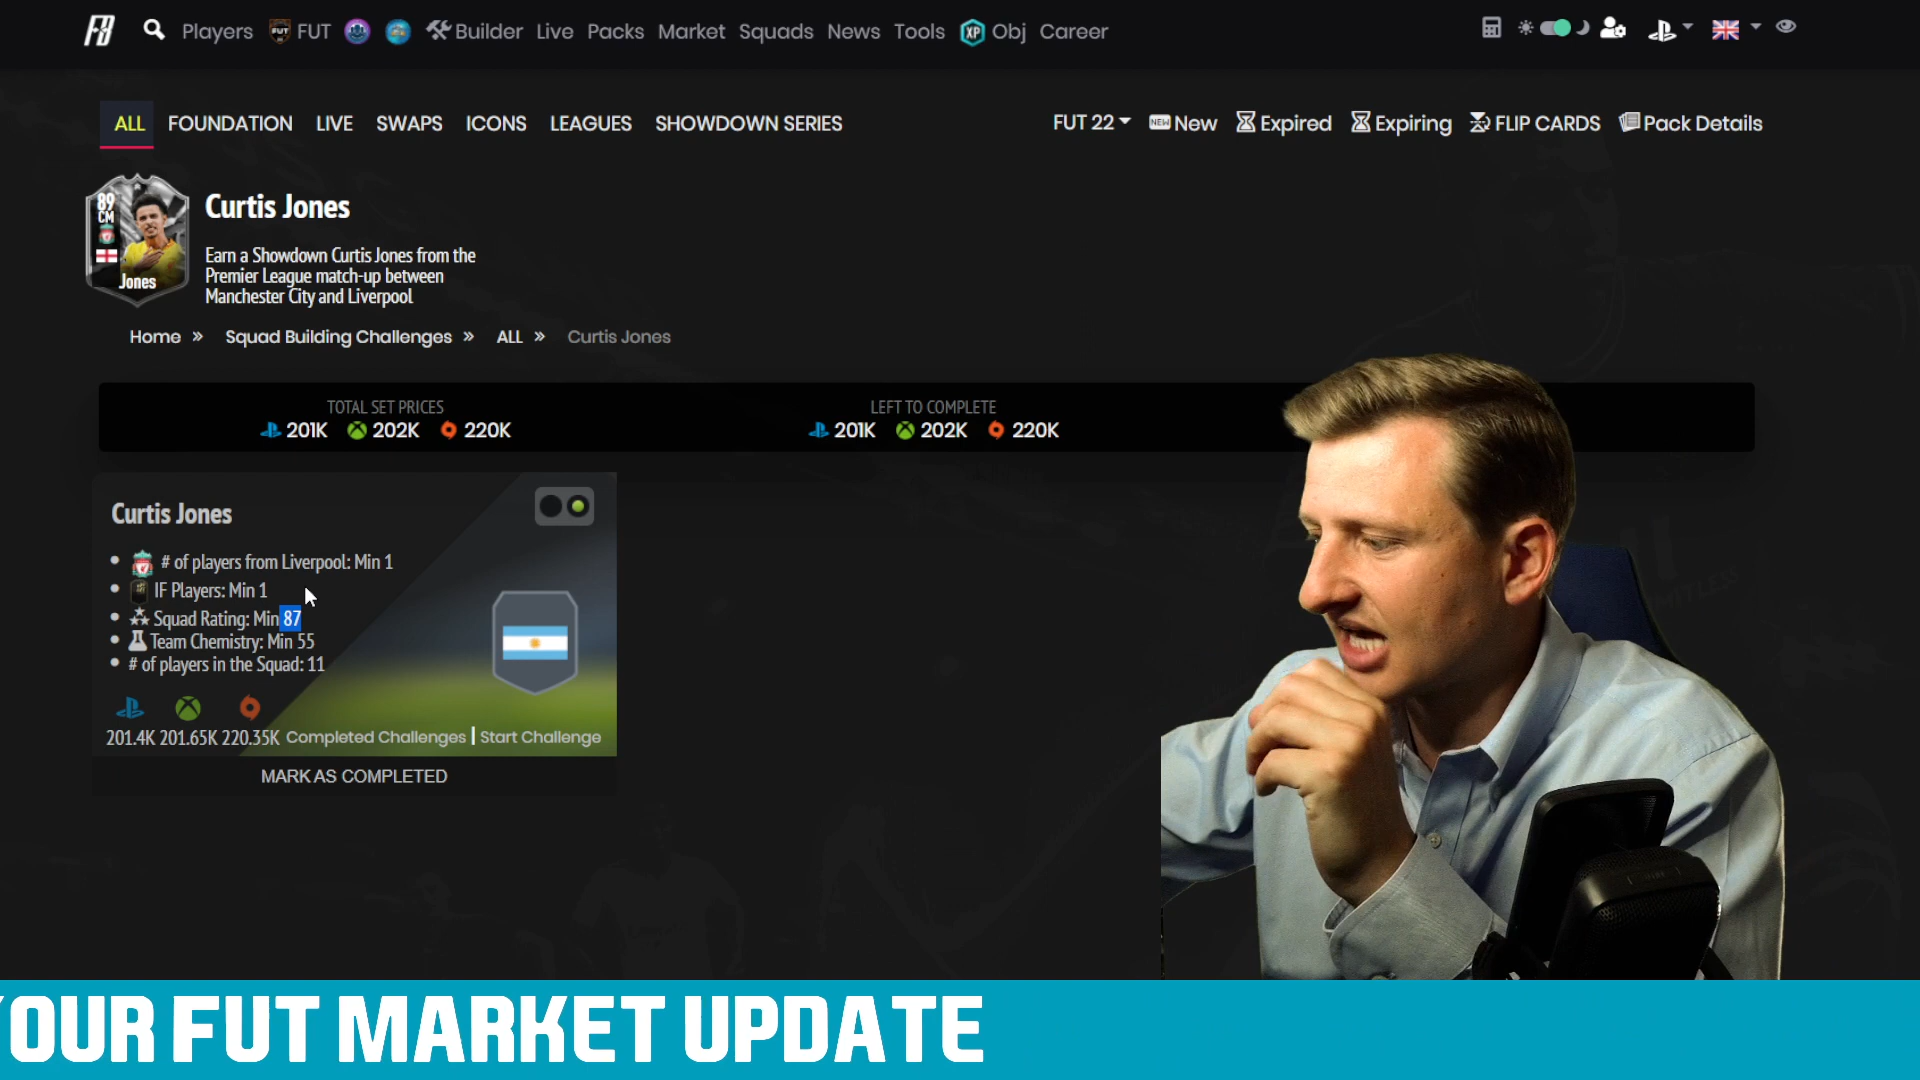 Players FUT Builder Live Packs Market Squads News Tools XP Obj Career
ALL FOUNDATION LIVE SWAPS ICONS LEAGUES SHOWDOWN SERIES FUT 22 NEW New Expired Expiring FLIP CARDS Pack Details
89
CM
Jones
Curtis Jones
Earn a Showdown Curtis Jones from the
Premier League match-up between
Manchester City and Liverpool
Home » Squad Building Challenges » ALL » Curtis Jones
TOTAL SET PRICES
201K 202K 220K
LEFT TO COMPLETE
201K 202K 220K
Curtis Jones
# of players from Liverpool: Min 1
IF Players: Min 1
Squad Rating: Min 87
Team Chemistry: Min 55
# of players in the Squad: 11
201.4K 201.65K 220.35K Completed Challenges | Start Challenge
MARK AS COMPLETED
YOUR FUT MARKET UPDATE